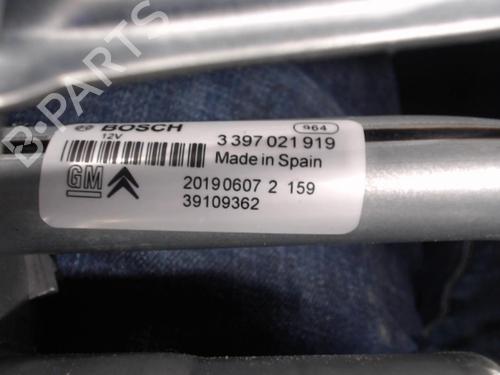 B-PARTS
BOSCH 964
12V 3 397 021 919
Made in Spain
GM 20190607 2 159
39109362